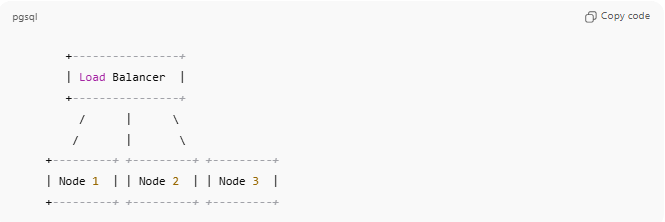 pgsql Copy code
+----------------+
| Load Balancer  |
+----------------+
/      |      \
/       |       \
+---------+ +---------+ +---------+
| Node 1  | | Node 2  | | Node 3  |
+---------+ +---------+ +---------+